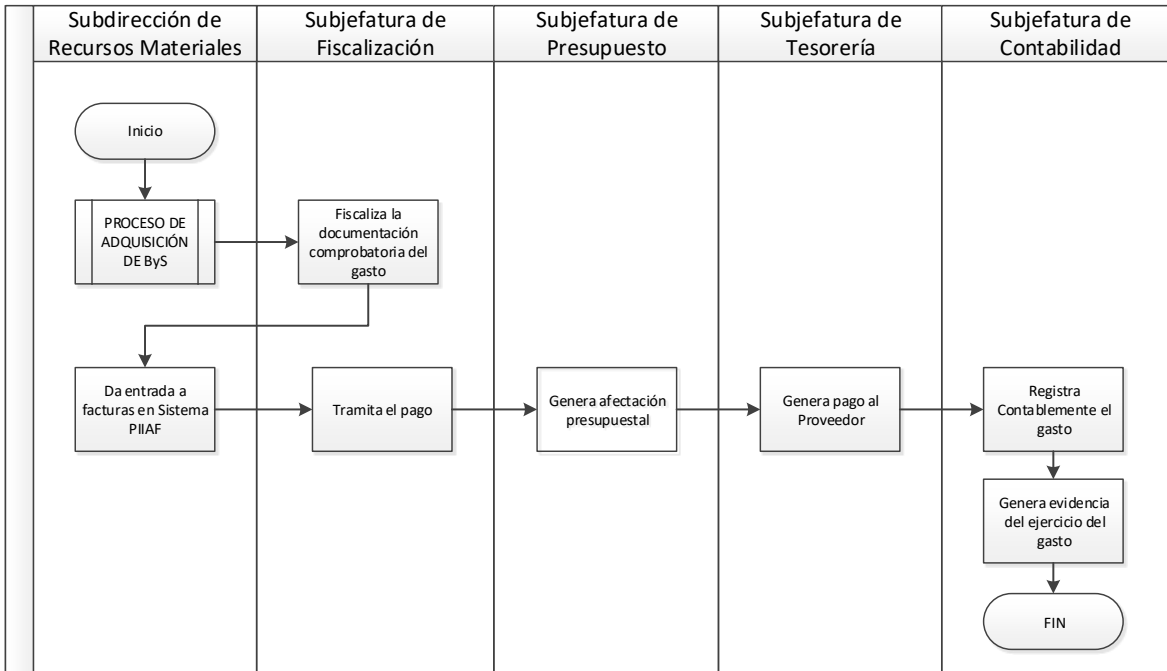 Subdirección de
Recursos Materiales
Subjefatura de
Fiscalización
Subjefatura de
Presupuesto
Subjefatura de
Tesorería
Subjefatura de
Contabilidad
Inicio
PROCESO DE
ADQUISICIÓN
DE ByS
Fiscaliza la
documentación
comprobatoria del
gasto
Da entrada a
facturas en Sistema
PIIAF
Tramita el pago
Genera afectación
presupuestal
Genera pago al
Proveedor
Registra
Contablemente el
gasto
Genera evidencia
del ejercicio del
gasto
FIN